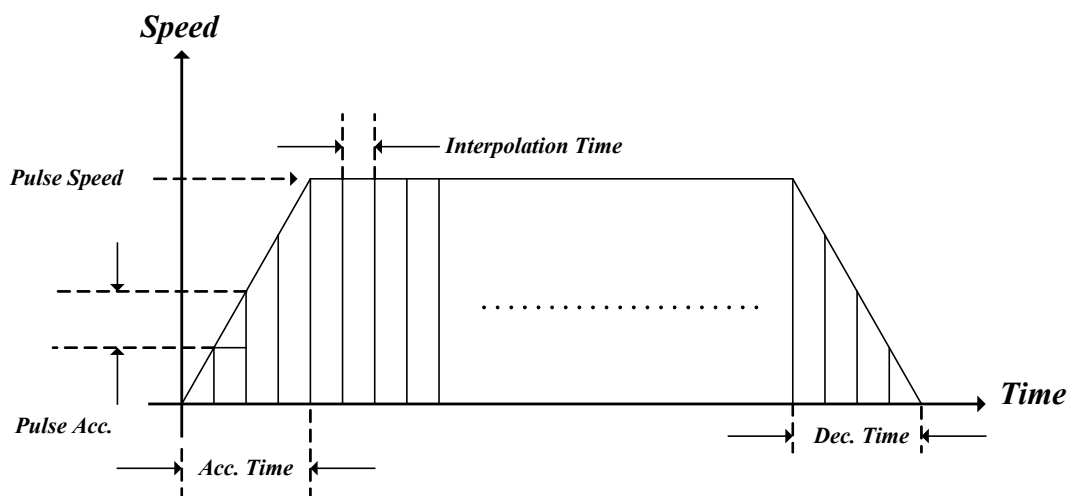 Speed
Interpolation Time
Pulse Speed
Time
Pulse Acc.
Dec. Time
Acc. Time